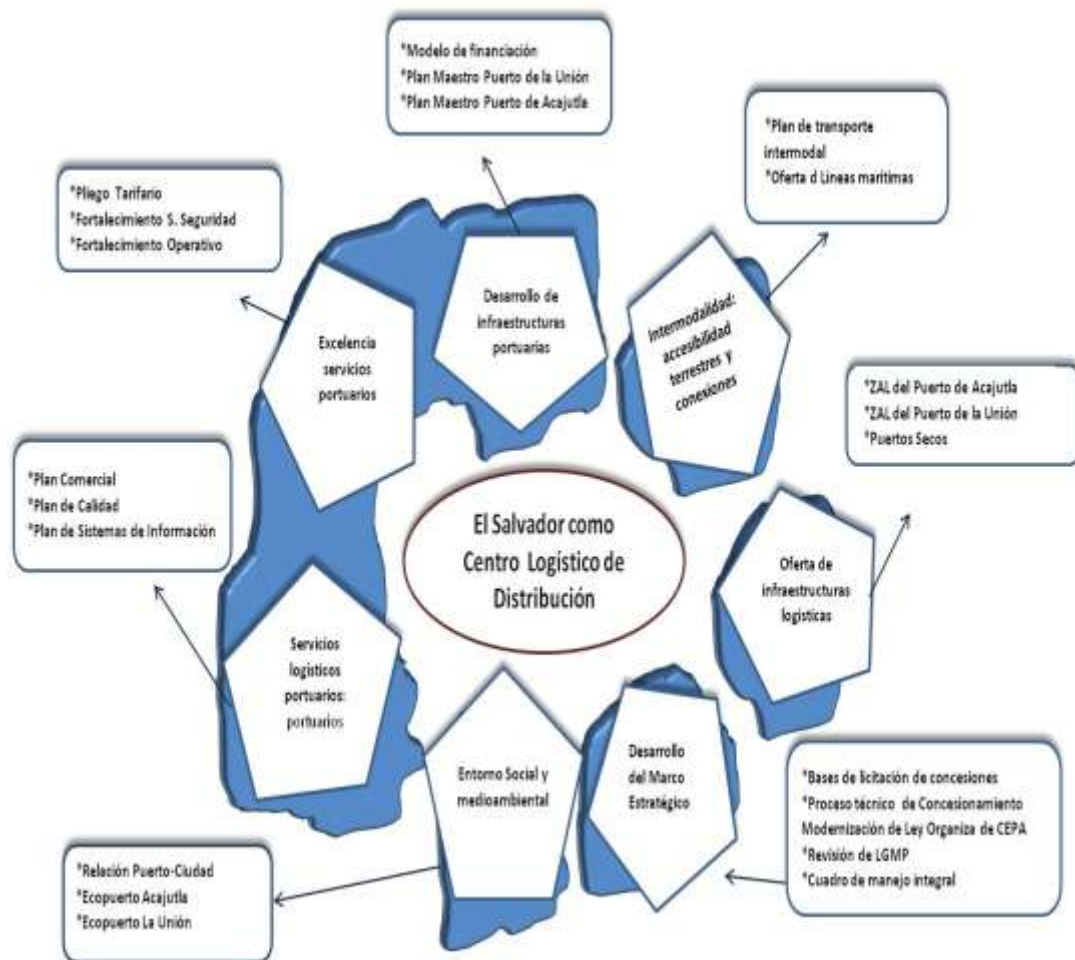 *Modelo de financiación
*Plan Maestro Puerto de la Unión
*Plan Maestro Puerto de Acajutla
*Plan de transporte
intermodal
*Oferta d Lineas marítimas
*Pliego Tarifario
*Fortalecimiento S. Seguridad
*Fortalecimiento Operativo
Desarrollo de
infraestructuras
portuarias
Intermodalidad:
accesibilidad
terrestres y
conexiones
Excelencia
servicios
portuarios
*ZAL del Puerto de Acajutla
*ZAL del Puerto de la Unión
*Puertos Secos
*Plan Comercial
*Plan de Calidad
*Plan de Sistemas de Información
El Salvador como
Centro Logístico de
Distribución
Oferta de
infraestructuras
logísticas
Servicios
logísticos
portuarios:
portuarios
Entorno Social y
medioambiental
Desarrollo
del Marco
Estratégico
*Bases de licitación de concesiones
*Proceso técnico de Concesionamiento
Modernización de Ley Organiza de CEPA
*Revisión de LGMP
*Cuadro de manejo integral
*Relación Puerto-Ciudad
*Ecopuerto Acajutla
*Ecopuerto La Unión